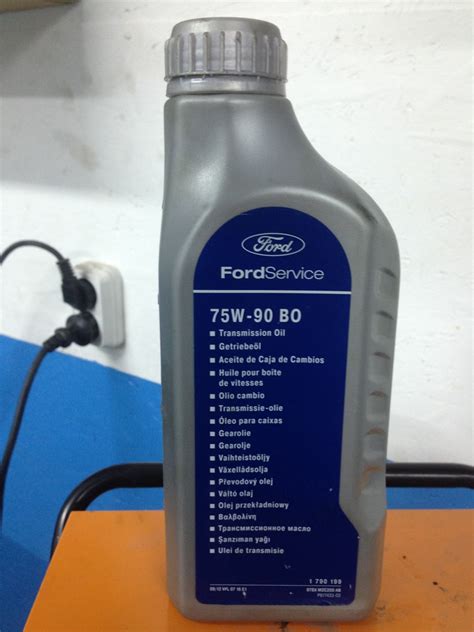 Ford
FordService
75W-90 BO
Transmission Oil
Getriebeöl
Aceite de Caja de Cambios
Huile pour boîte
de vitesses
Olio cambio
Transmissie-olie
Óleo para caixas
Gearolie
Gearolje
Vaihteistoöljy
Växellådsolja
Převodový olej
Váltó olaj
Olej przekładniowy
Βαλβολίνη
Трансмиссионное масло
Şanzıman yağı
Ulei de transmisie
1 790 199